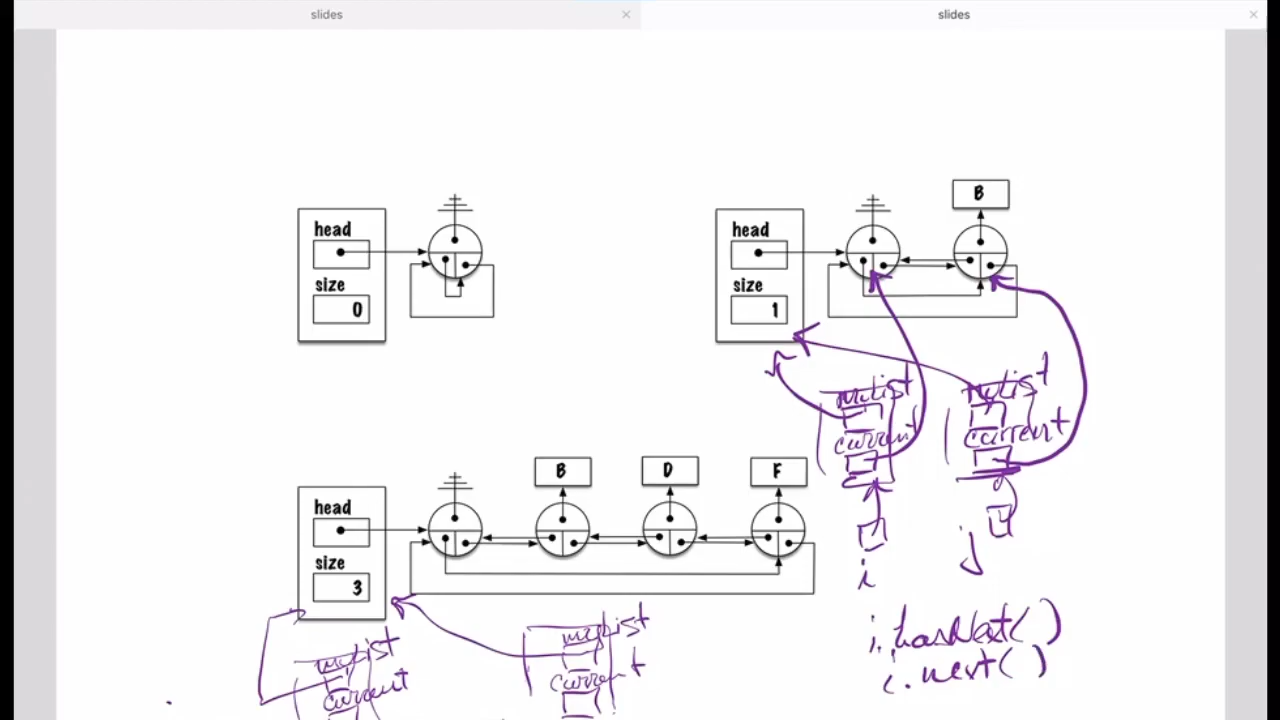 slides
slides
head
size
0
head
size
1
B
myList
current
myList
current
i
j
head
size
3
B
D
F
i.hasNext()
i.next()
myList
current
myList
current